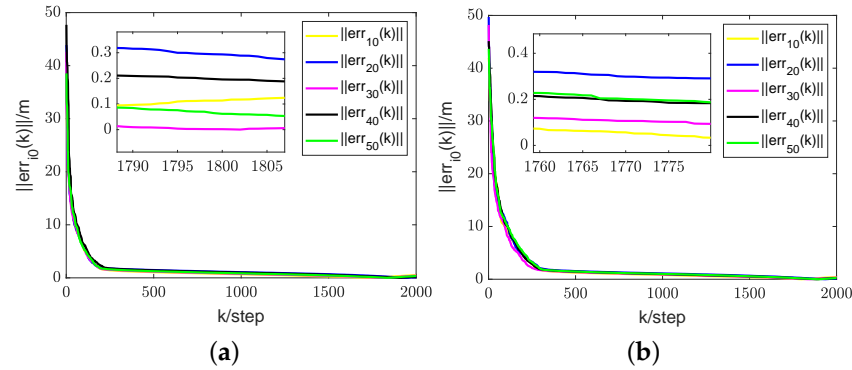 50
40
30
20
10
0
||err_i0(k)||/m
0 500 1000 1500 2000
k/step
0.3
0.2
0.1
0
1790 1795 1800 1805
||err_10(k)||
||err_20(k)||
||err_30(k)||
||err_40(k)||
||err_50(k)||
(a)
50
40
30
20
10
0
||err_i0(k)||/m
0 500 1000 1500 2000
k/step
0.4
0.2
0
1760 1765 1770 1775
||err_10(k)||
||err_20(k)||
||err_30(k)||
||err_40(k)||
||err_50(k)||
(b)